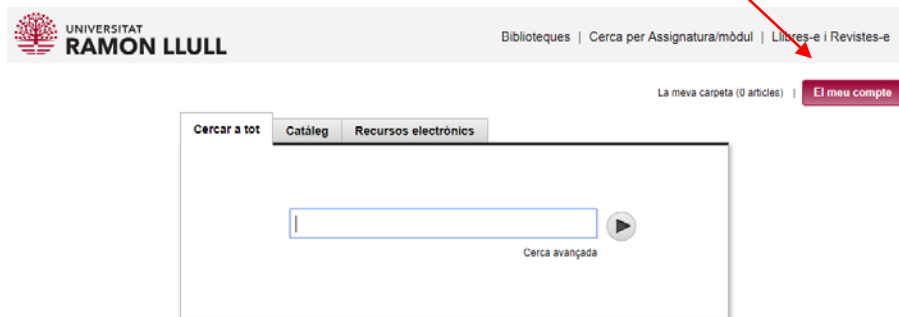 UNIVERSITAT
RAMON LLULL
Biblioteques | Cerca per Assignatura/mòdul | Llibres-e i Revistes-e
La meva carpeta (0 articles) | El meu compte
Cercar a tot Catàleg Recursos electrònics
Cerca avançada